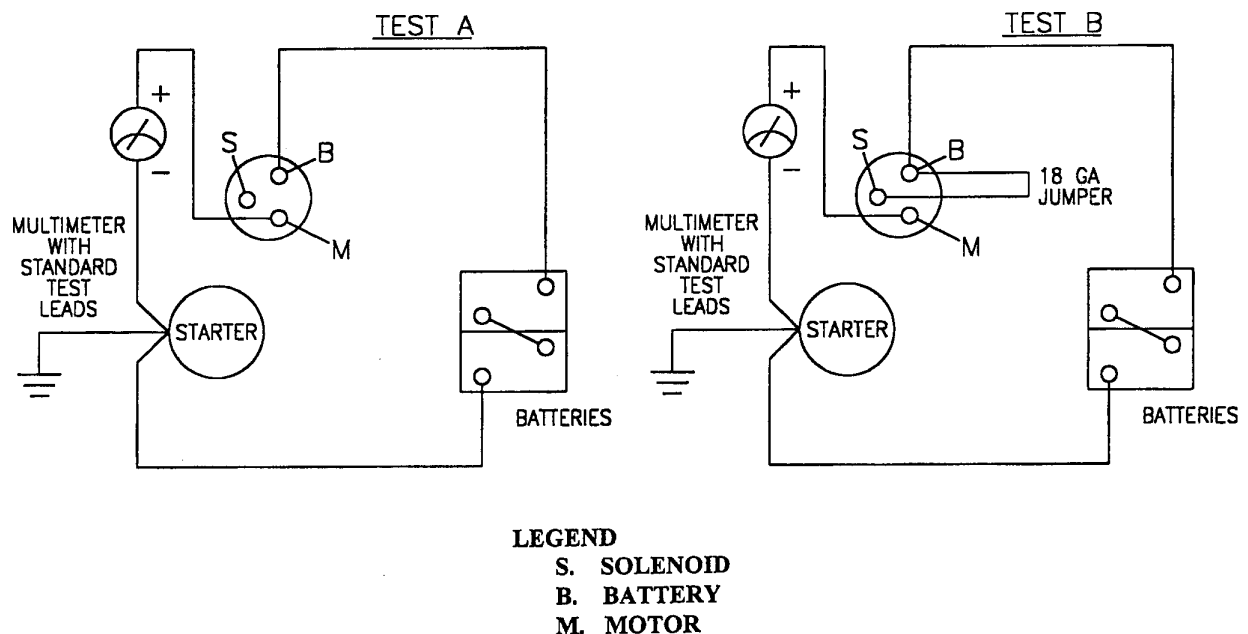 TEST A
+
S
B
−
M
MULTIMETER
WITH
STANDARD
TEST
LEADS
STARTER
BATTERIES
TEST B
+
S
B
18 GA
JUMPER
−
M
MULTIMETER
WITH
STANDARD
TEST
LEADS
STARTER
BATTERIES
LEGEND
S. SOLENOID
B. BATTERY
M. MOTOR